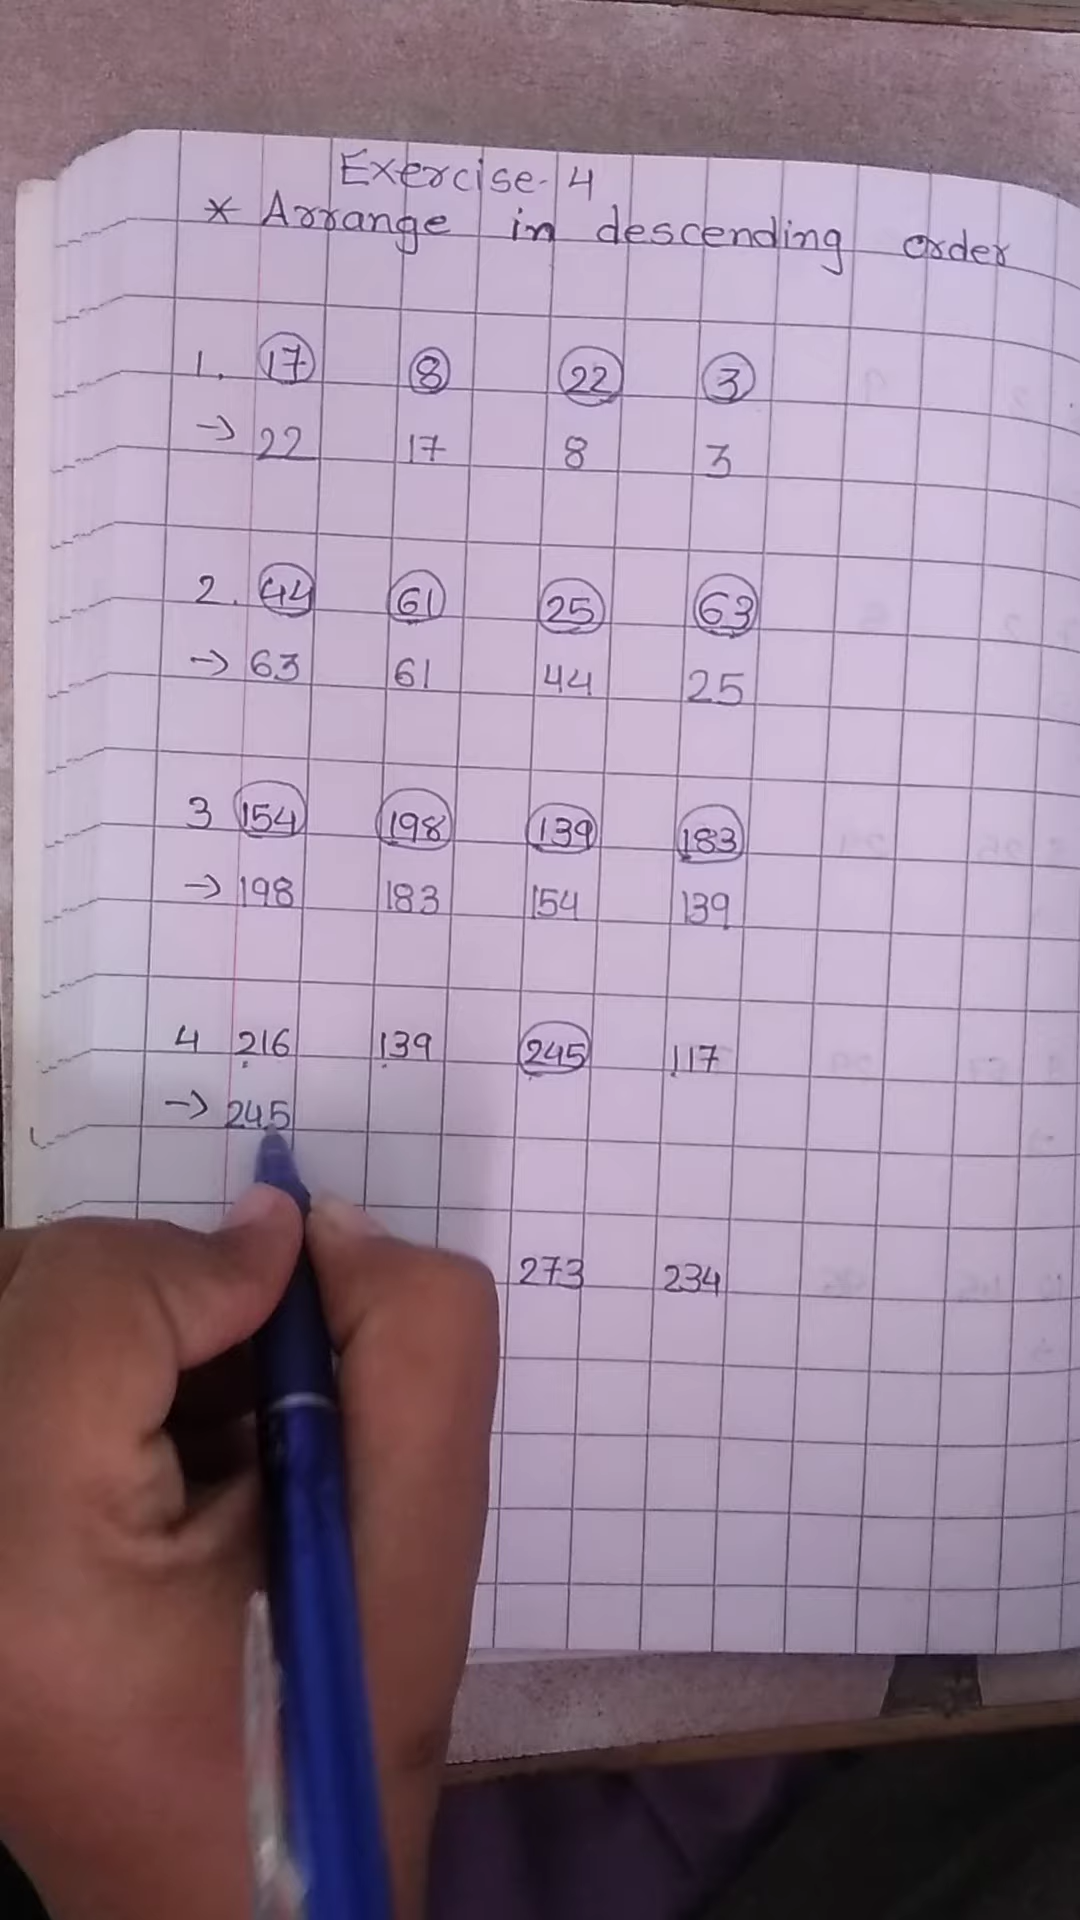 Exercise-4
* Arrange in descending order
1. 17 8 22 3
→ 22 17 8 3
2. 44 61 25 63
→ 63 61 44 25
3 154 198 139 183
→ 198 183 154 139
4 216 139 245 117
→ 245
273 234